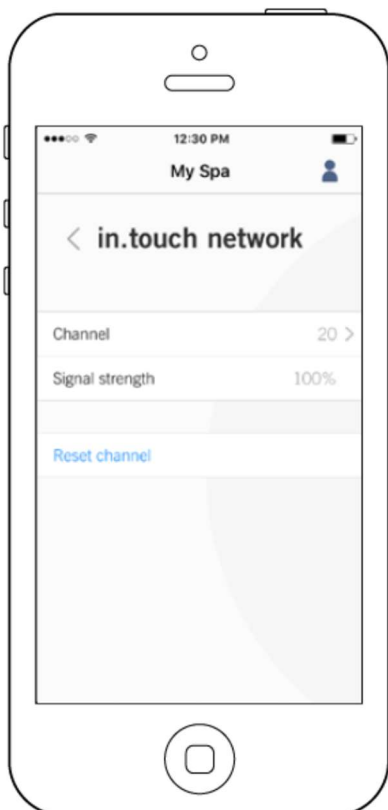 12:30 PM
My Spa
< in.touch network
Channel 20 >
Signal strength 100%
Reset channel